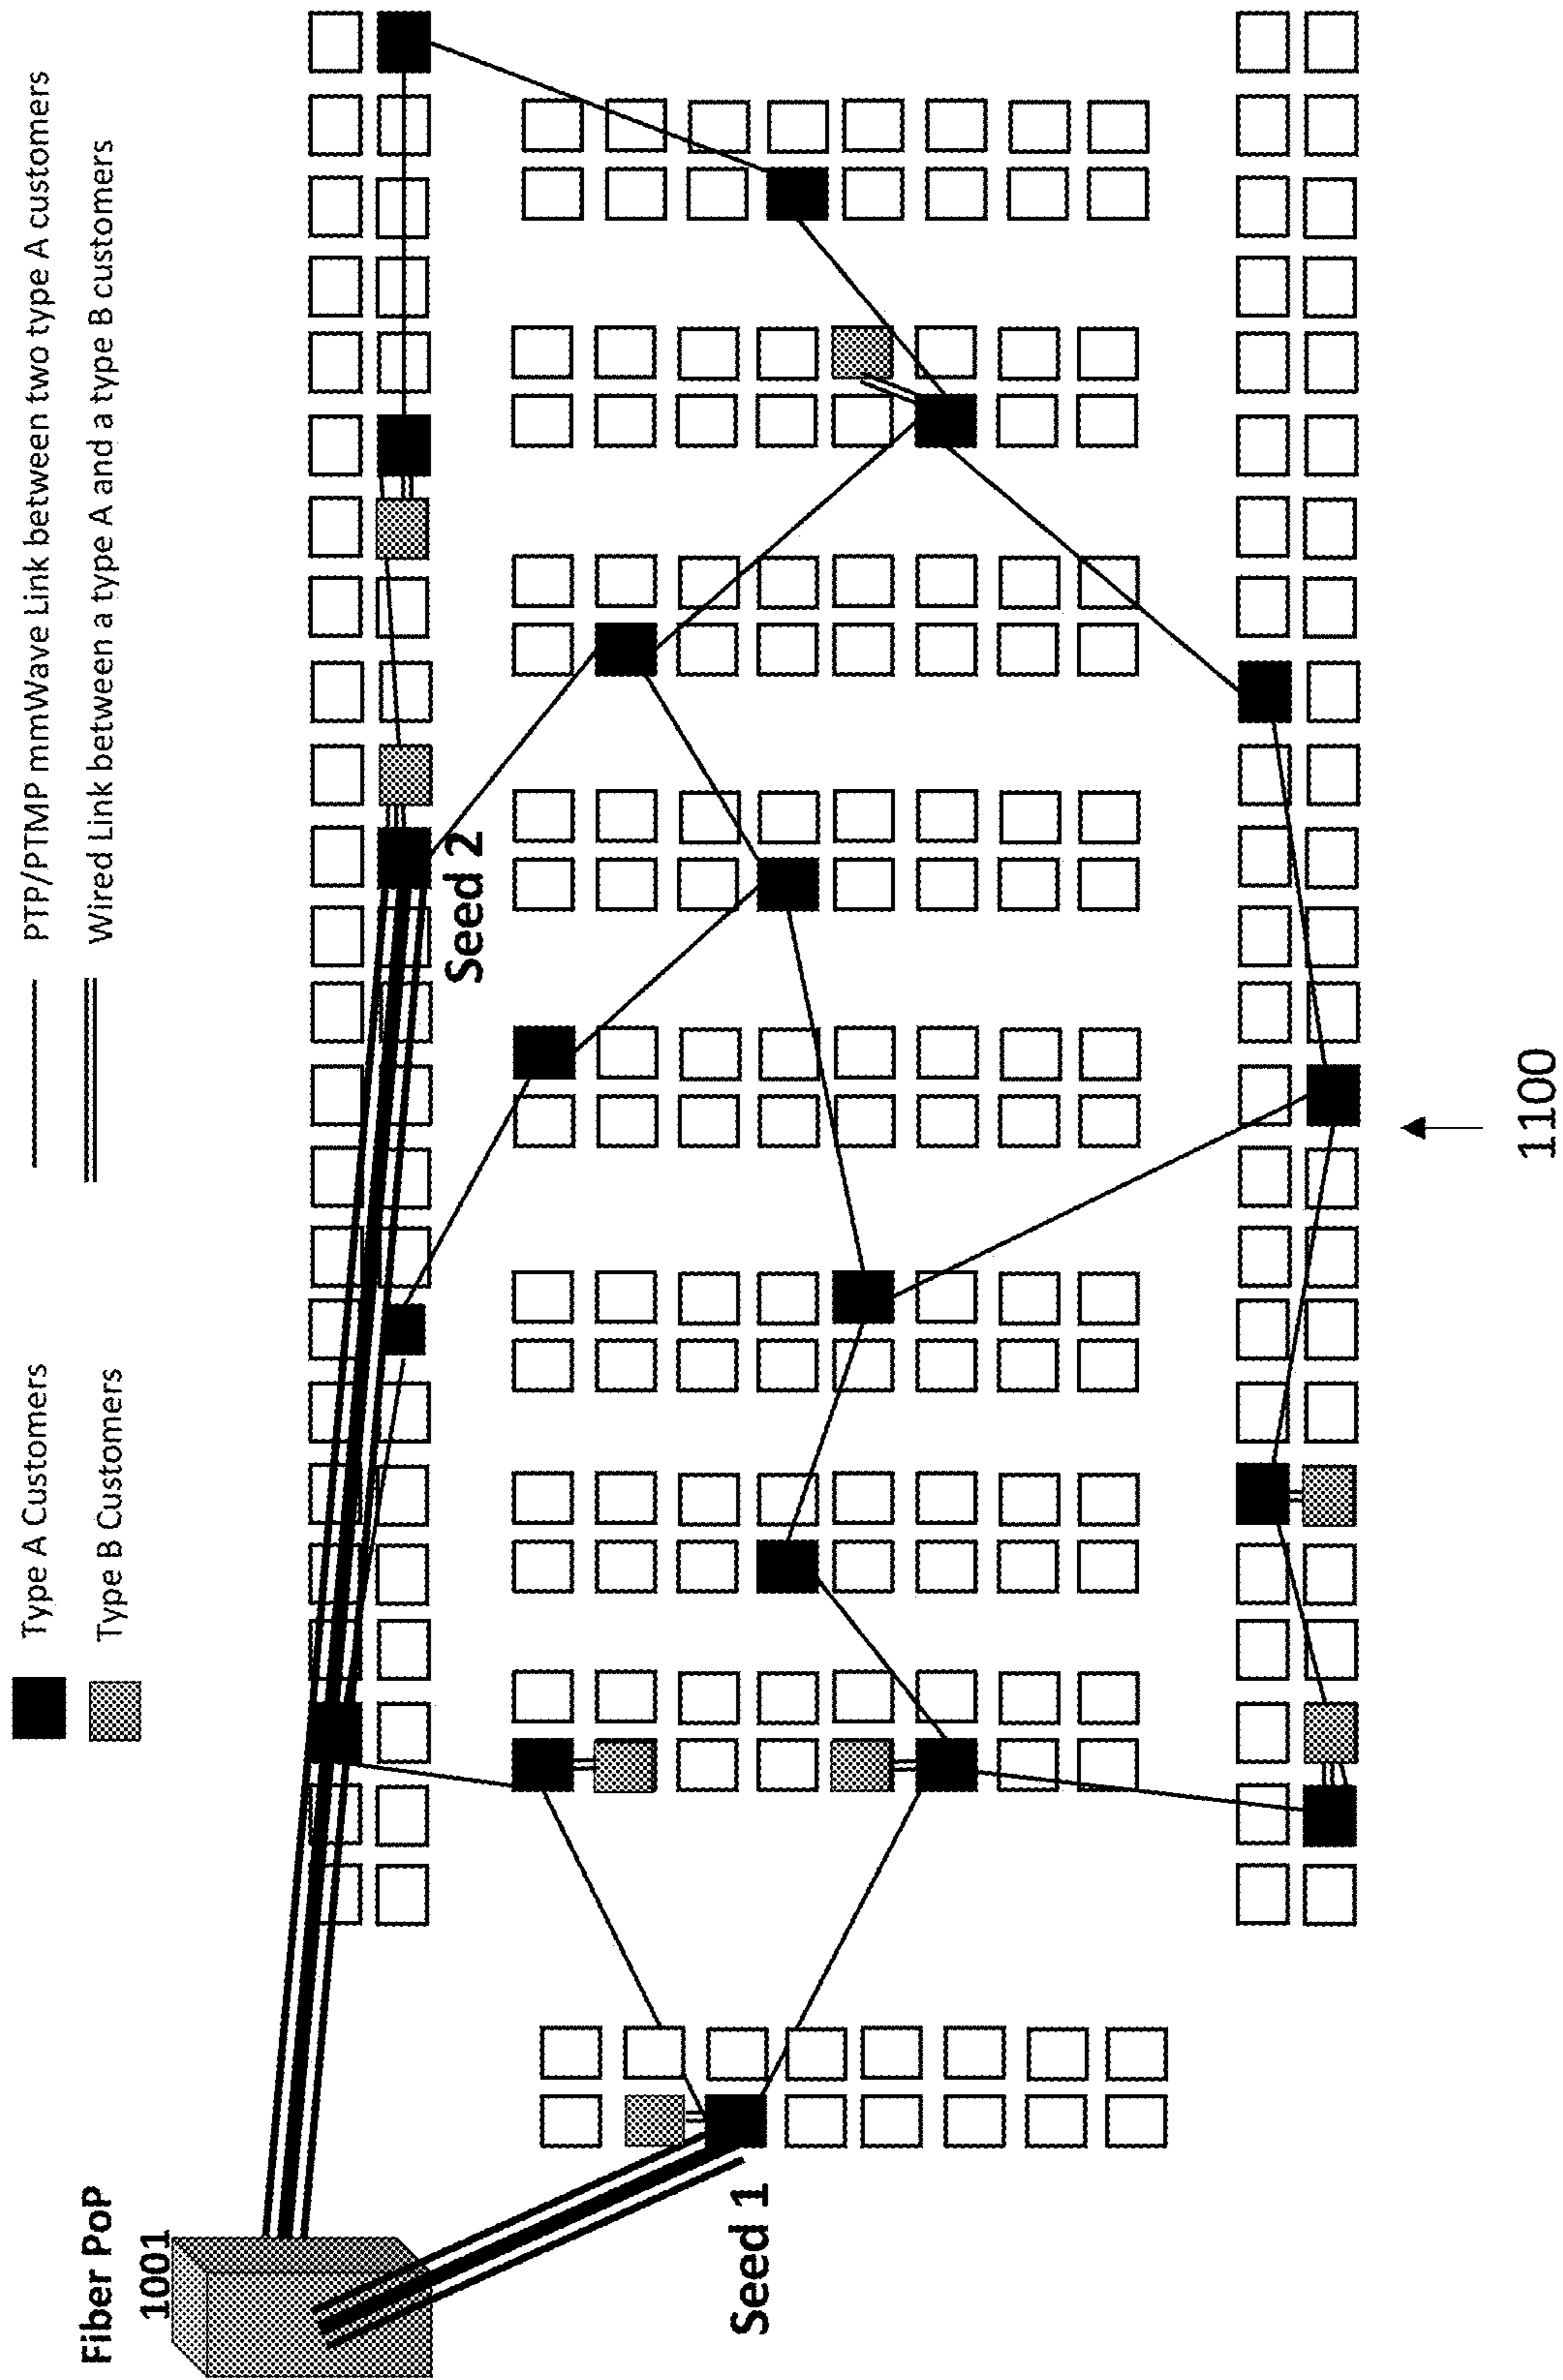 Type A Customers
PTP/PTMP mmWave Link between two type A customers
Type B Customers
Wired Link between a type A and a type B customers
Fiber PoP
1001
Seed 2
Seed 1
1100